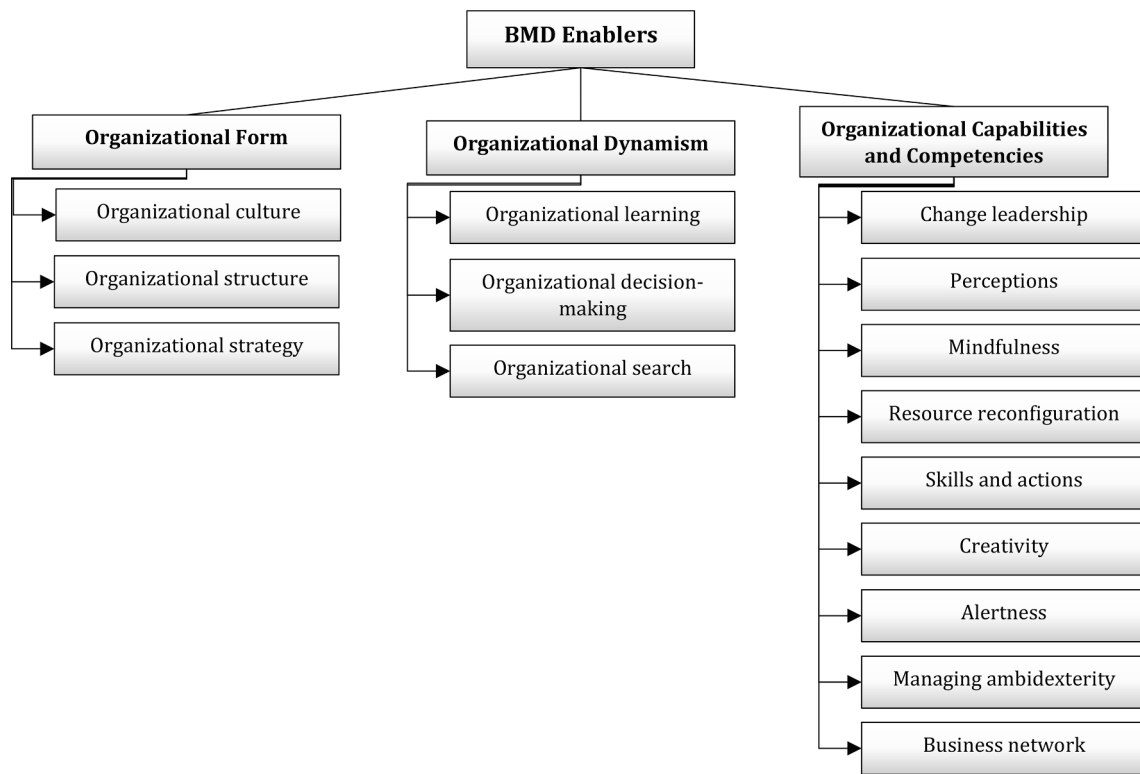 BMD Enablers
Organizational Form
Organizational culture
Organizational structure
Organizational strategy
Organizational Dynamism
Organizational learning
Organizational decision-
making
Organizational search
Organizational Capabilities
and Competencies
Change leadership
Perceptions
Mindfulness
Resource reconfiguration
Skills and actions
Creativity
Alertness
Managing ambidexterity
Business network